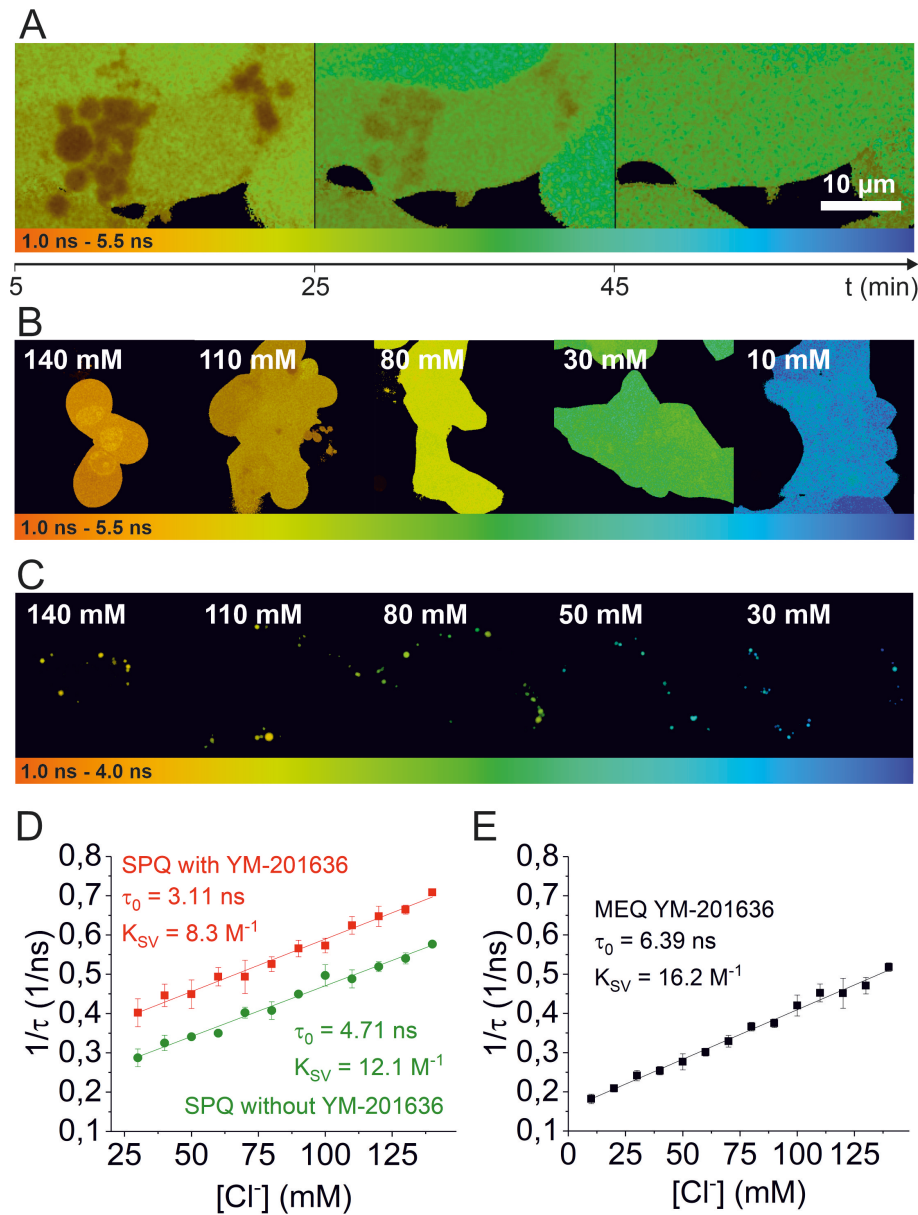 A
10 µm
1.0 ns - 5.5 ns
5 25 45 t (min)
B
140 mM 110 mM 80 mM 30 mM 10 mM
1.0 ns - 5.5 ns
C
140 mM 110 mM 80 mM 50 mM 30 mM
1.0 ns - 4.0 ns
D
0,8
0,7
0,6
0,5
0,4
0,3
0,2
0,1
1/τ (1/ns)
SPQ with YM-201636
τ₀ = 3.11 ns
K_SV = 8.3 M⁻¹
τ₀ = 4.71 ns
K_SV = 12.1 M⁻¹
SPQ without YM-201636
25 50 75 100 125
[Cl⁻] (mM)
E
0,8
0,7
0,6
0,5
0,4
0,3
0,2
0,1
1/τ (1/ns)
MEQ YM-201636
τ₀ = 6.39 ns
K_SV = 16.2 M⁻¹
0 25 50 75 100 125
[Cl⁻] (mM)